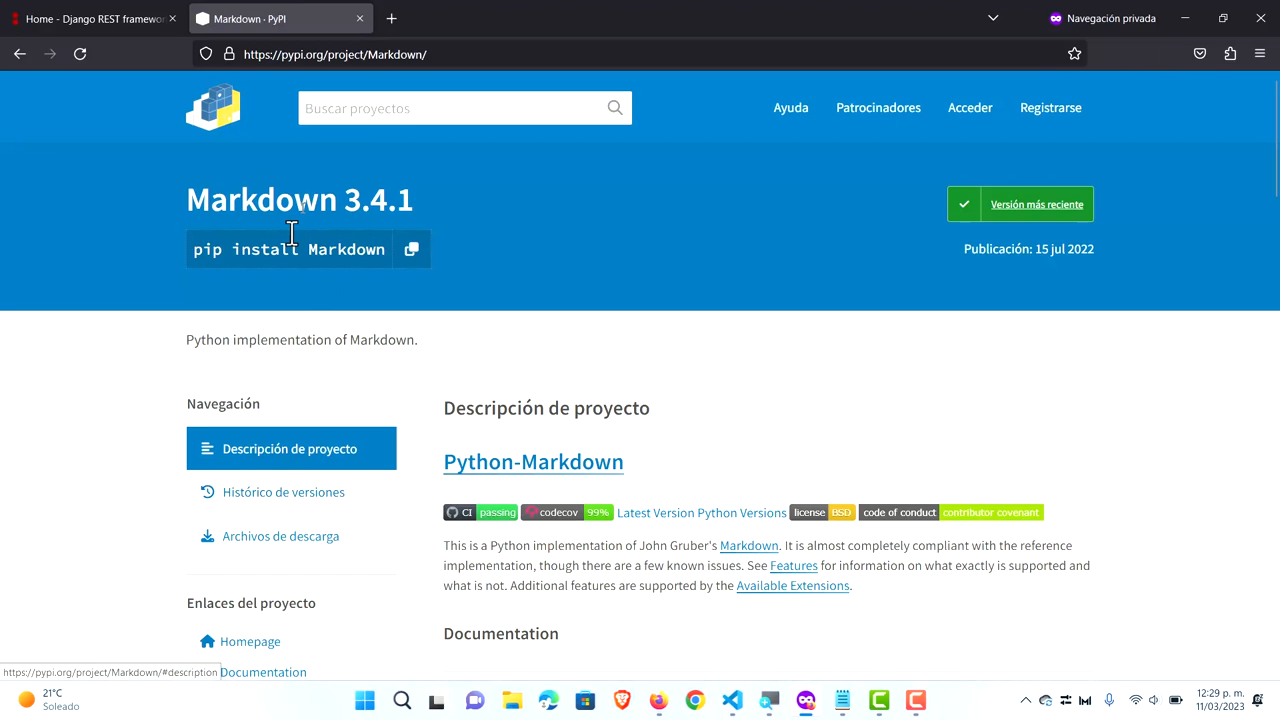 Home - Django REST framewor
Markdown · PyPI
Navegación privada
https://pypi.org/project/Markdown/
Buscar proyectos
Ayuda
Patrocinadores
Acceder
Registrarse
Markdown 3.4.1
Versión más reciente
pip install Markdown
Publicación: 15 jul 2022
Python implementation of Markdown.
Navegación
Descripción de proyecto
Histórico de versiones
Archivos de descarga
Enlaces del proyecto
Homepage
Documentation
Descripción de proyecto
Python-Markdown
CI passing codecov 99% Latest Version Python Versions license BSD code of conduct contributor covenant
This is a Python implementation of John Gruber's Markdown. It is almost completely compliant with the reference
implementation, though there are a few known issues. See Features for information on what exactly is supported and
what is not. Additional features are supported by the Available Extensions.
Documentation
https://pypi.org/project/Markdown/#description
21°C
Soleado
12:29 p. m.
11/03/2023